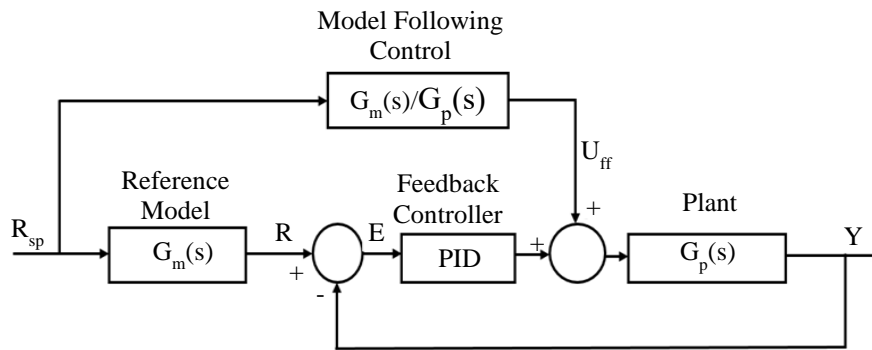 Model Following
Control
G_m(s)/G_p(s)
U_ff
Reference
Model
Feedback
Controller
Plant
R_sp
G_m(s)
R
E
PID
G_p(s)
Y
+
-
+
+